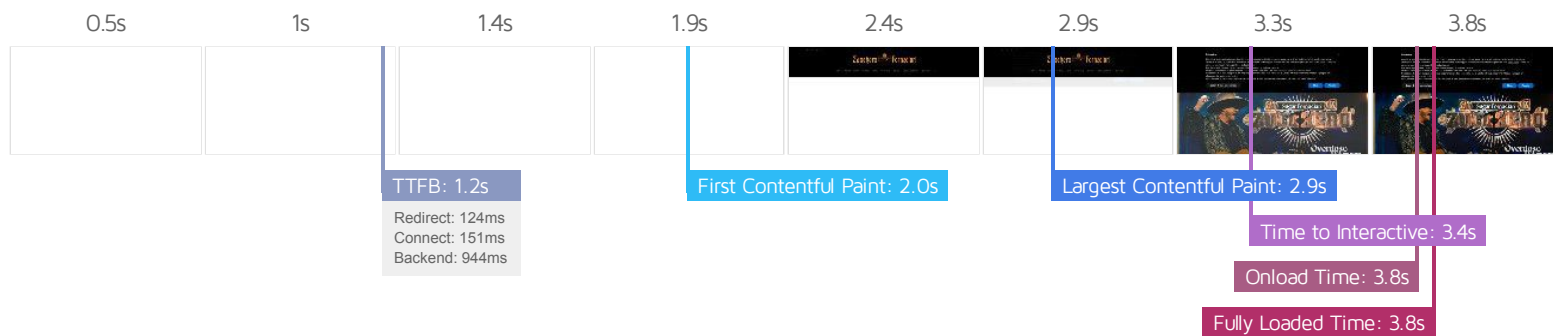 0.5s
1s
1.4s
1.9s
2.4s
2.9s
3.3s
3.8s
Overdose
TTFB: 1.2s
First Contentful Paint: 2.0s
Largest Contentful Paint: 2.9s
Redirect: 124ms
Connect: 151ms
Backend: 944ms
Time to Interactive: 3.4s
Onload Time: 3.8s
Fully Loaded Time: 3.8s